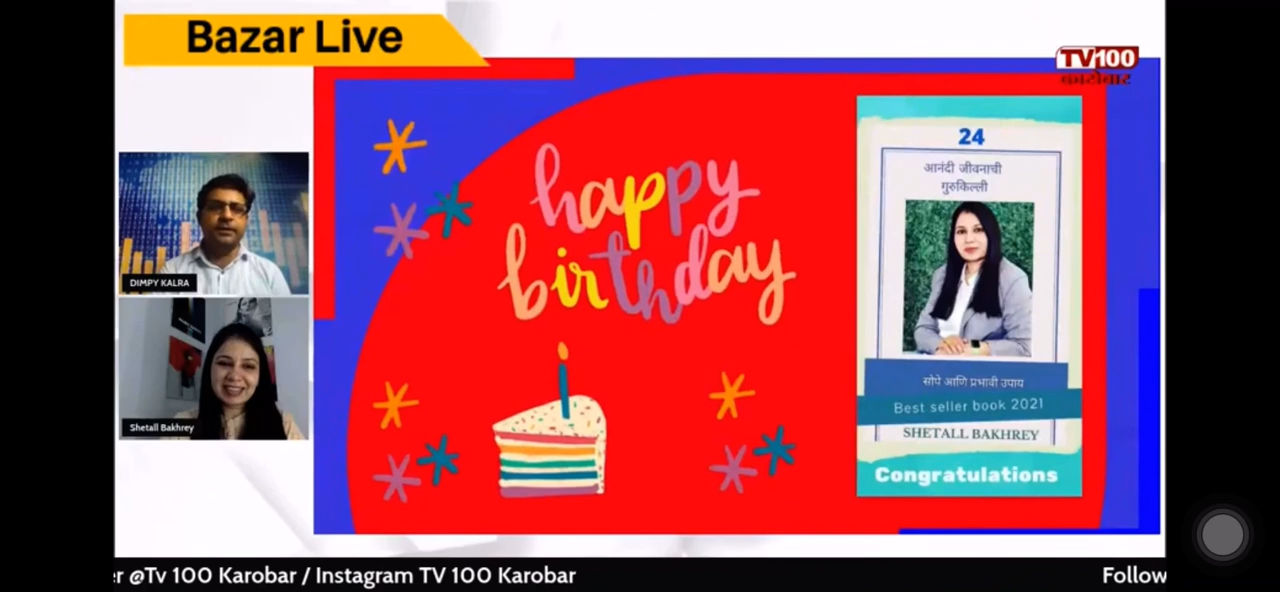 Bazar Live
TV100
कारोबार
24
आनंदी जीवनाची
गुरुकिल्ली
happy
birthday
DIMPY KALRA
Shetall Bakhrey
सोपे आणि प्रभावी उपाय
Best seller book 2021
SHETALL BAKHREY
Congratulations
er @Tv 100 Karobar / Instagram TV 100 Karobar
Follow